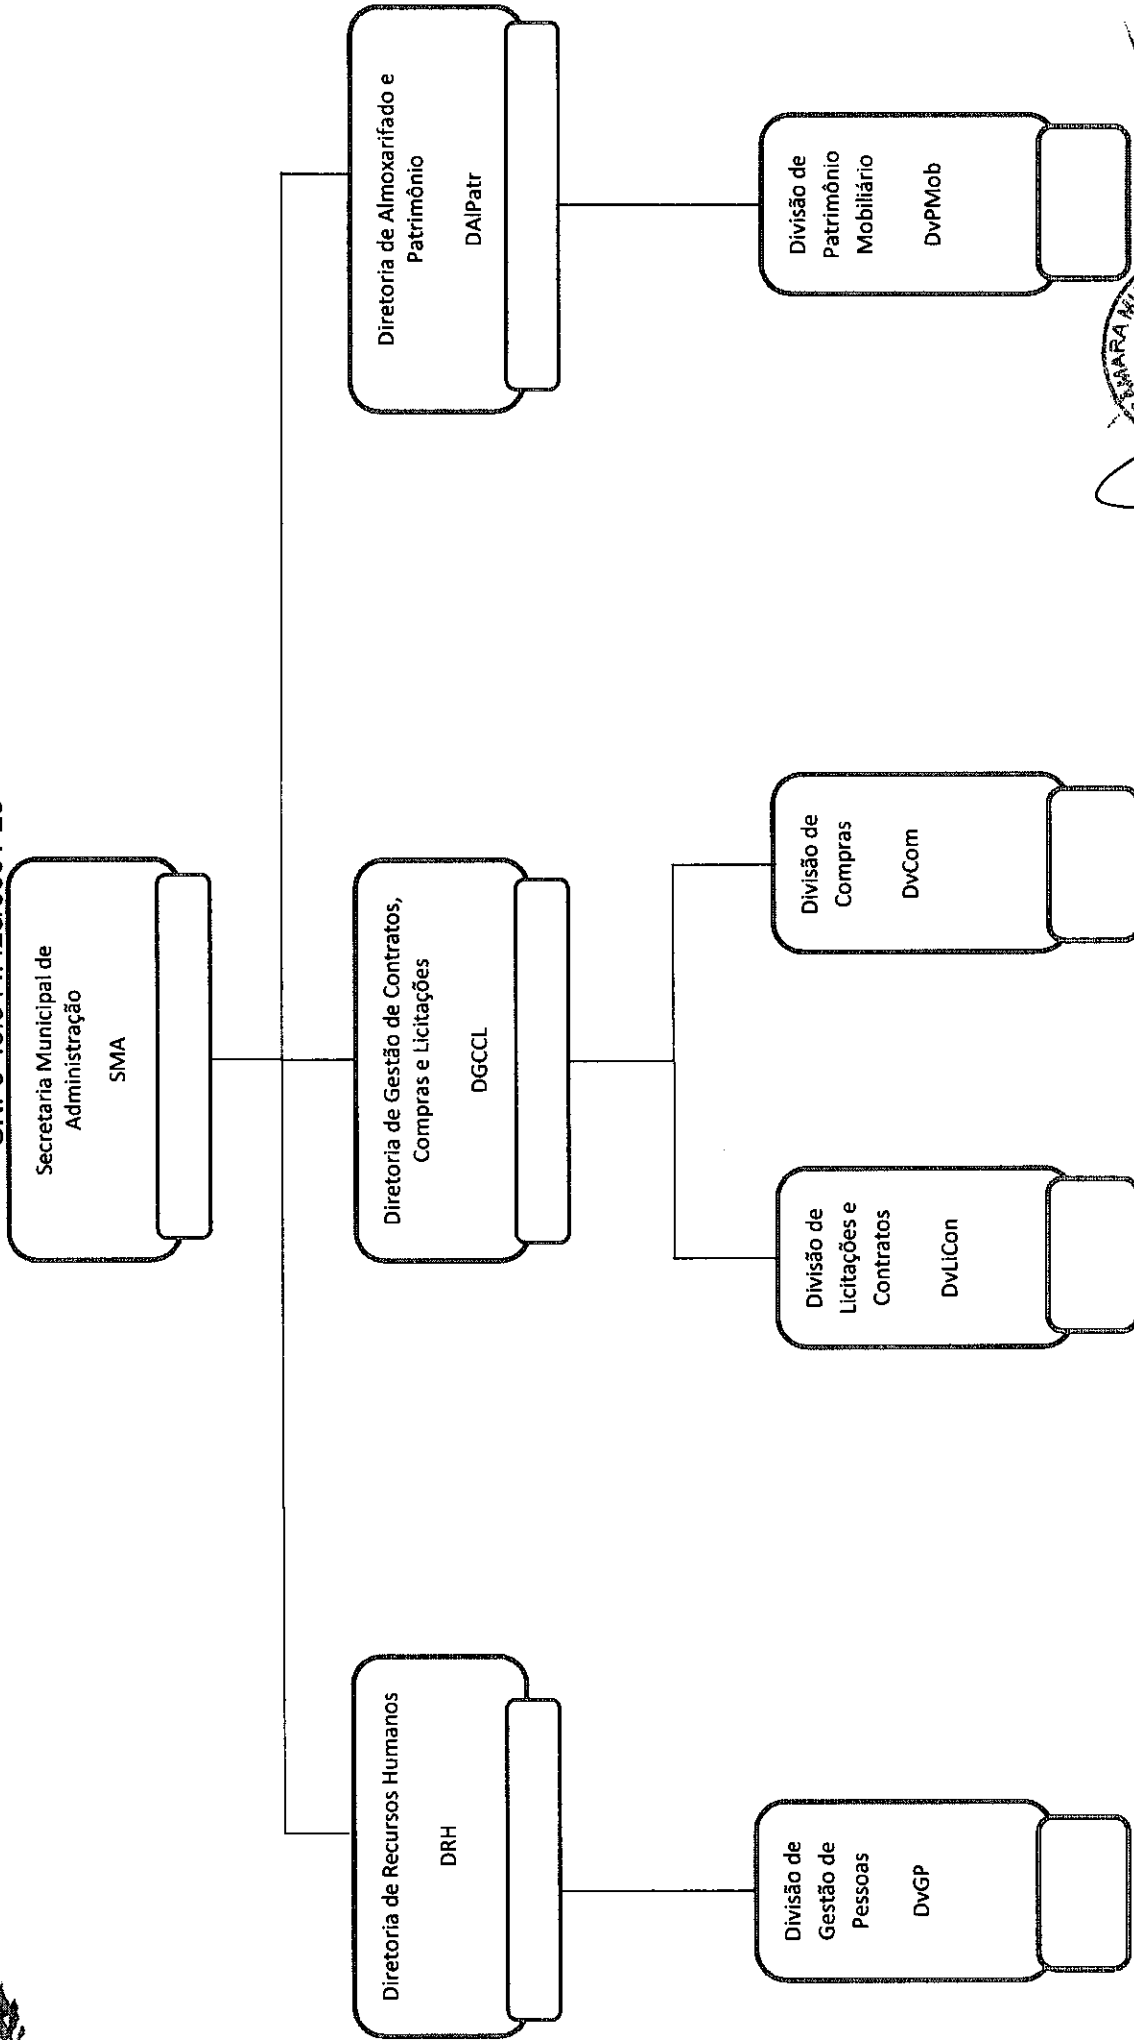 Secretaria Municipal de
Administração
SMA
Diretoria de Recursos Humanos
DRH
Diretoria de Gestão de Contratos,
Compras e Licitações
DGCCL
Diretoria de Almoxarifado e
Patrimônio
DAlPatr
Divisão de
Gestão de
Pessoas
DvGP
Divisão de
Licitações e
Contratos
DvLiCon
Divisão de
Compras
DvCom
Divisão de
Patrimônio
Mobiliário
DvPMob